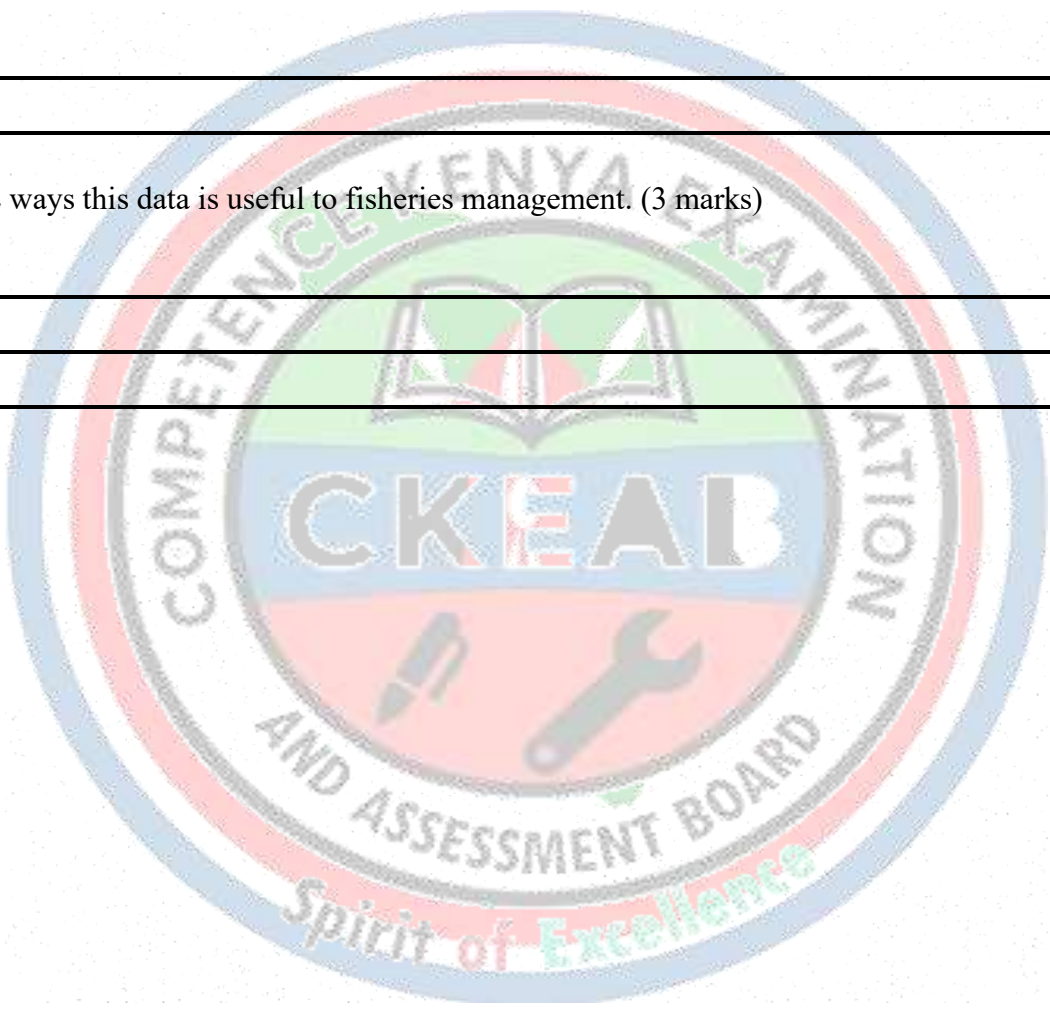 ways this data is useful to fisheries management. (3 marks)
COMPETENCE KENYA EXAMINATION
CKEAB
AND ASSESSMENT BOARD
Spirit of Excellence